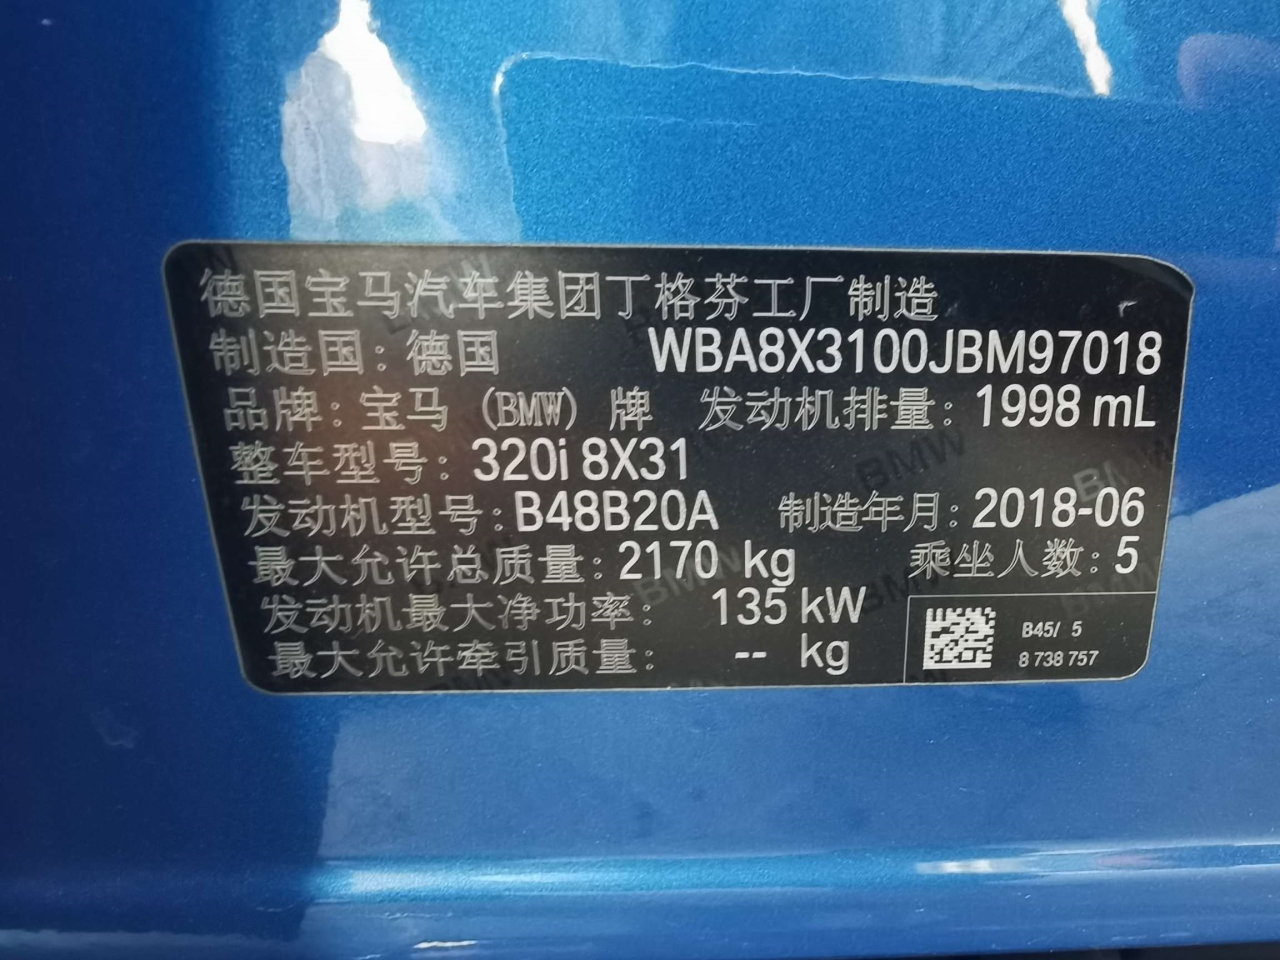 德国宝马汽车集团丁格芬工厂制造
制造国：德国 WBA8X3100JBM97018
品牌：宝马 (BMW) 牌 发动机排量：1998 mL
整车型号：320i 8X31
发动机型号：B48B20A 制造年月：2018-06
最大允许总质量：2170 kg 乘坐人数：5
发动机最大净功率： 135 kW
最大允许牵引质量： -- kg
B45/ 5
8 738 757